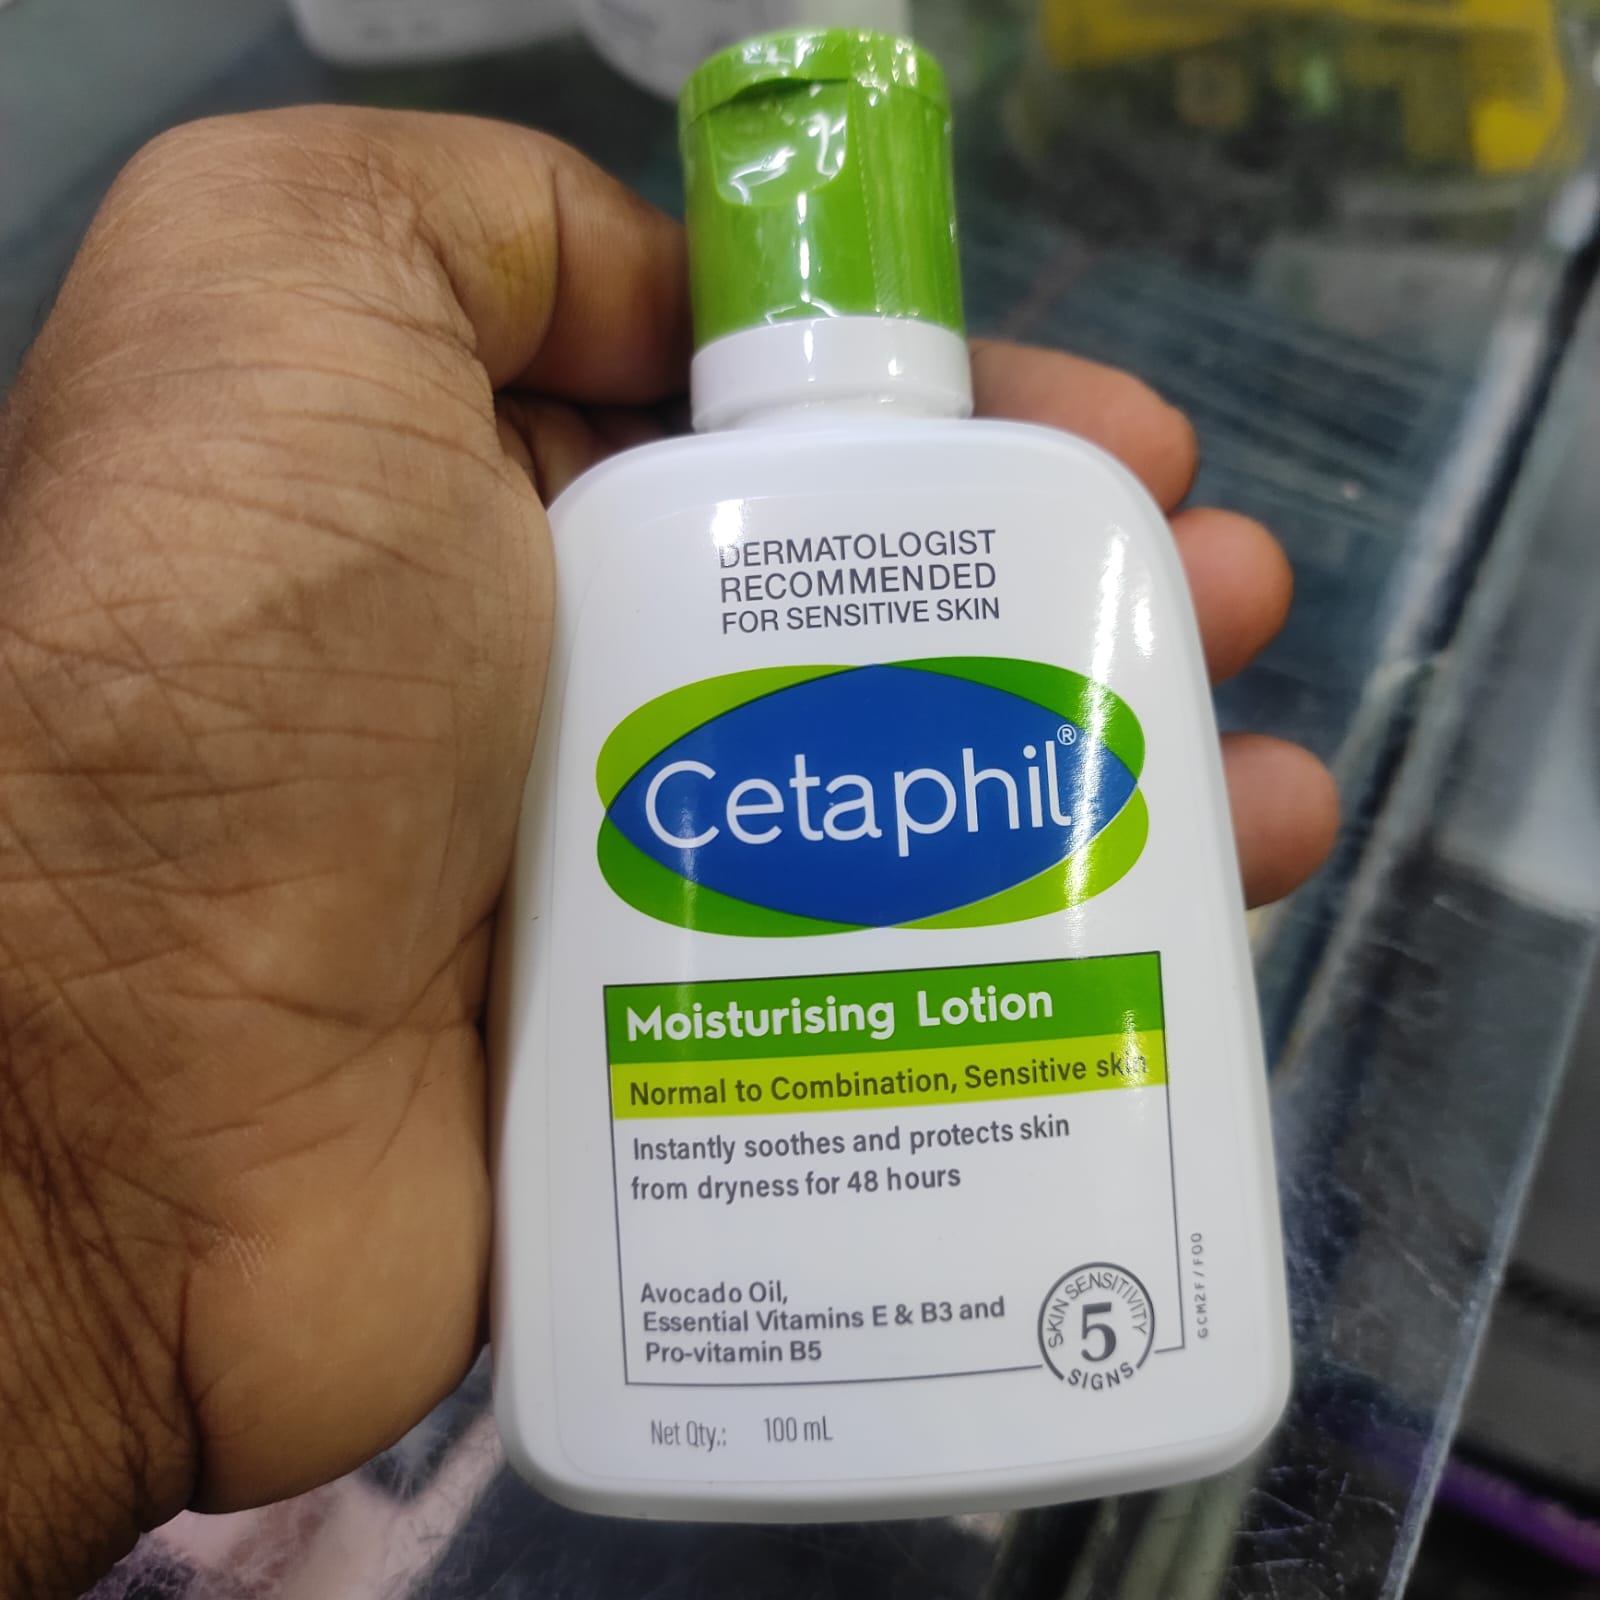 DERMATOLOGIST
RECOMMENDED
FOR SENSITIVE SKIN
Cetaphil®
Moisturising Lotion
Normal to Combination, Sensitive skin
Instantly soothes and protects skin
from dryness for 48 hours
Avocado Oil,
Essential Vitamins E & B3 and
Pro-vitamin B5
SKIN SENSITIVITY
5
SIGNS
GCM2F/F00
Net Qty.: 100 mL